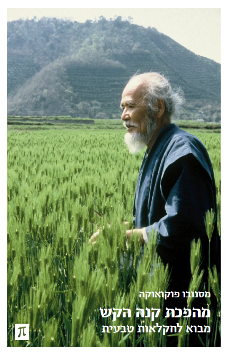 מסנובו פוקואוקה
מהפכת קנה הקש
מבוא לחקלאות טבעית
π